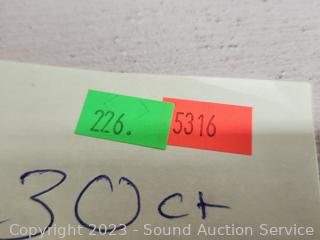 226. 5316
30ct
Copyright 2023 - Sound Auction Service